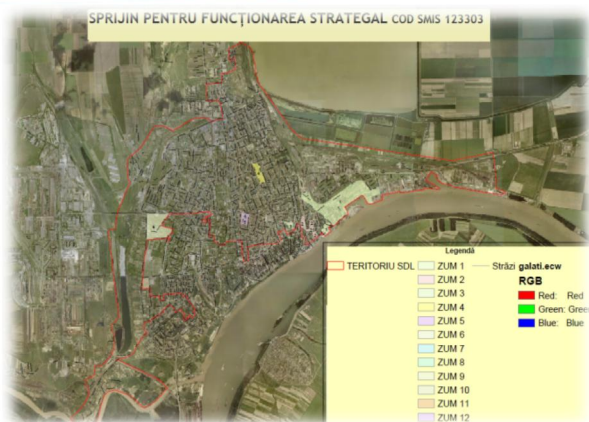 SPRIJIN PENTRU FUNCȚIONAREA STRATEGAL COD SMIS 123303
Legendă
TERITORIU SDL
ZUM 1
ZUM 2
ZUM 3
ZUM 4
ZUM 5
ZUM 6
ZUM 7
ZUM 8
ZUM 9
ZUM 10
ZUM 11
ZUM 12
Străzi
galati.ecw
RGB
Red: Red
Green: Gree
Blue: Blue